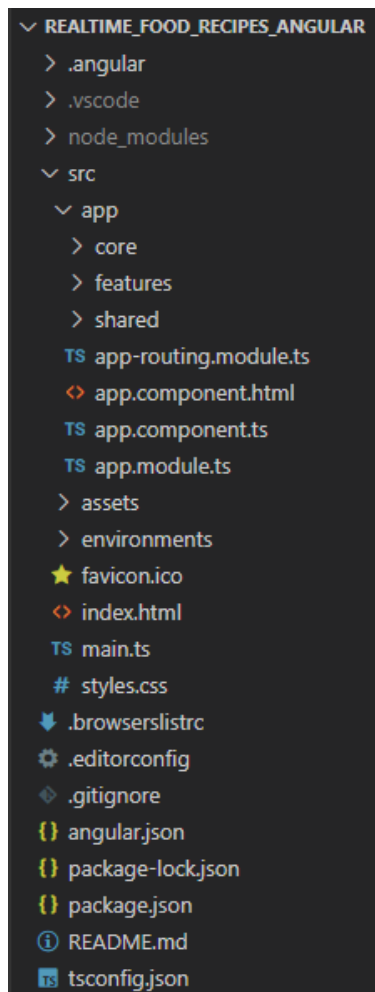 REALTIME_FOOD_RECIPES_ANGULAR
.angular
.vscode
node_modules
src
app
core
features
shared
TS app-routing.module.ts
<> app.component.html
TS app.component.ts
TS app.module.ts
assets
environments
favicon.ico
<> index.html
TS main.ts
# styles.css
.browserslistrc
.editorconfig
.gitignore
{} angular.json
{} package-lock.json
{} package.json
README.md
TS tsconfig.json